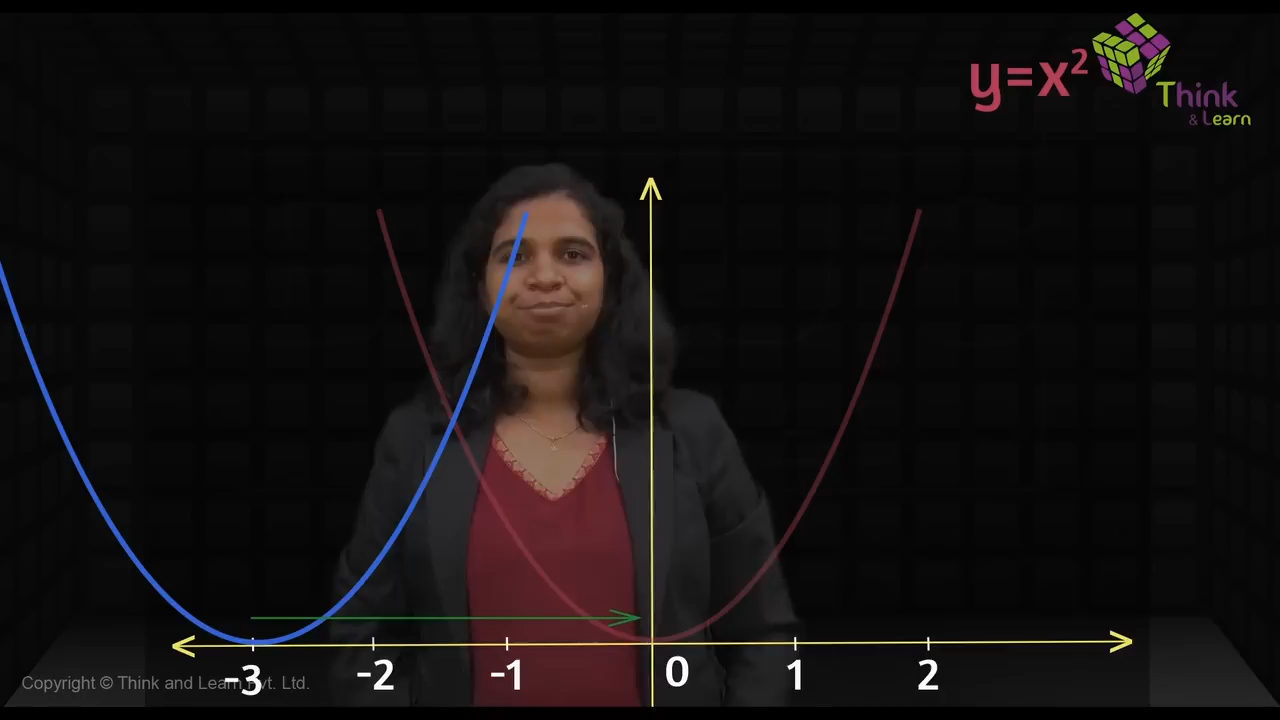 y=x²
Think
& Learn
-3 -2 -1 0 1 2
Copyright © Think and Learn Pvt. Ltd.